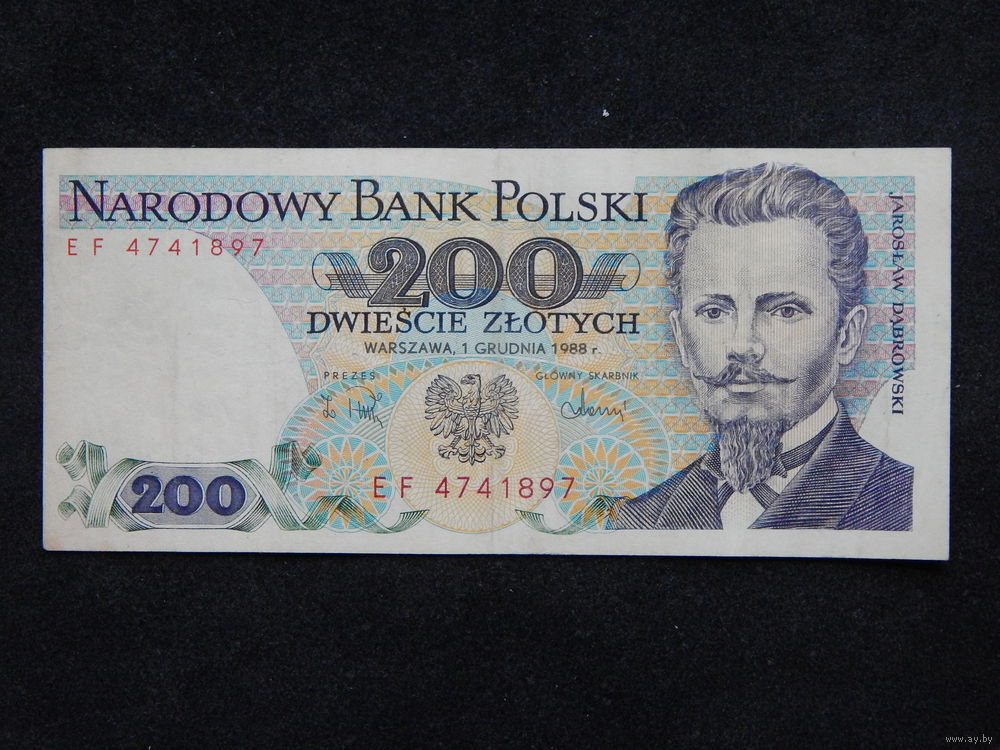 NARODOWY BANK POLSKI
EF 4741897
200
DWIEŚCIE ZŁOTYCH
WARSZAWA, 1 GRUDNIA 1988 r.
PREZES
GŁÓWNY SKARBNIK
EF 4741897
200
JAROSŁAW DĄBROWSKI
www.ay.by